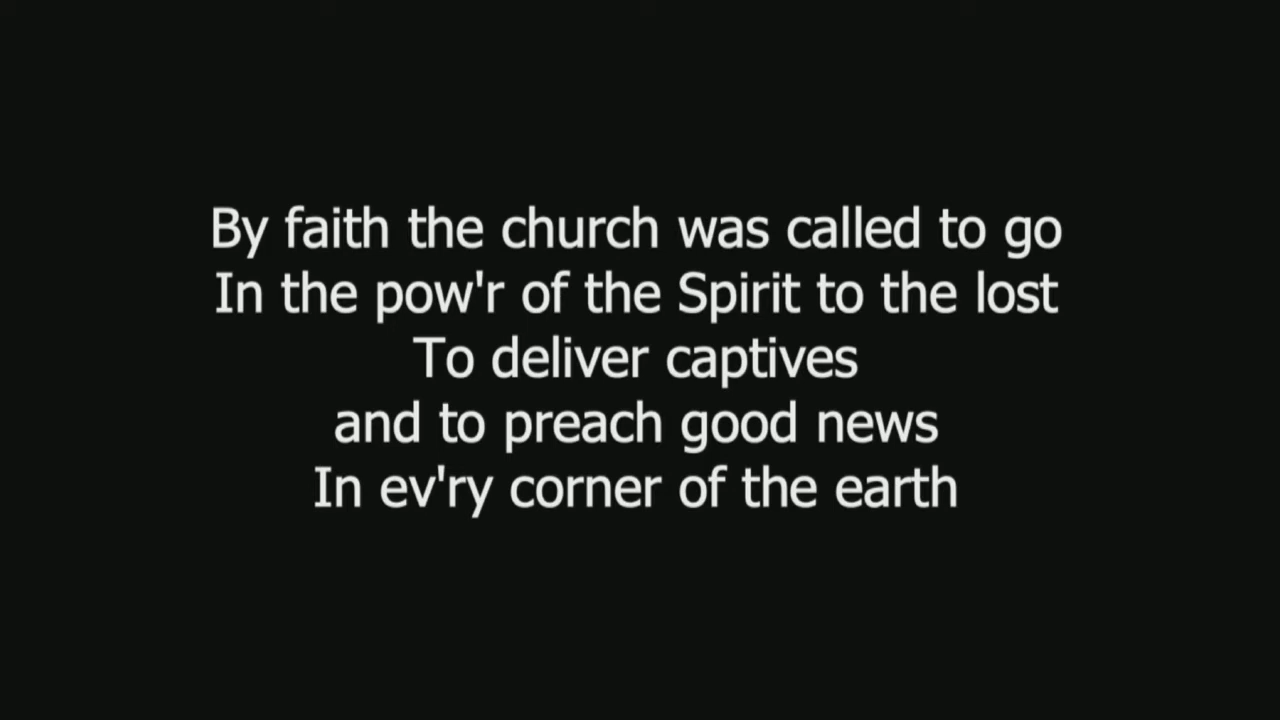 By faith the church was called to go
In the pow'r of the Spirit to the lost
To deliver captives
and to preach good news
In ev'ry corner of the earth